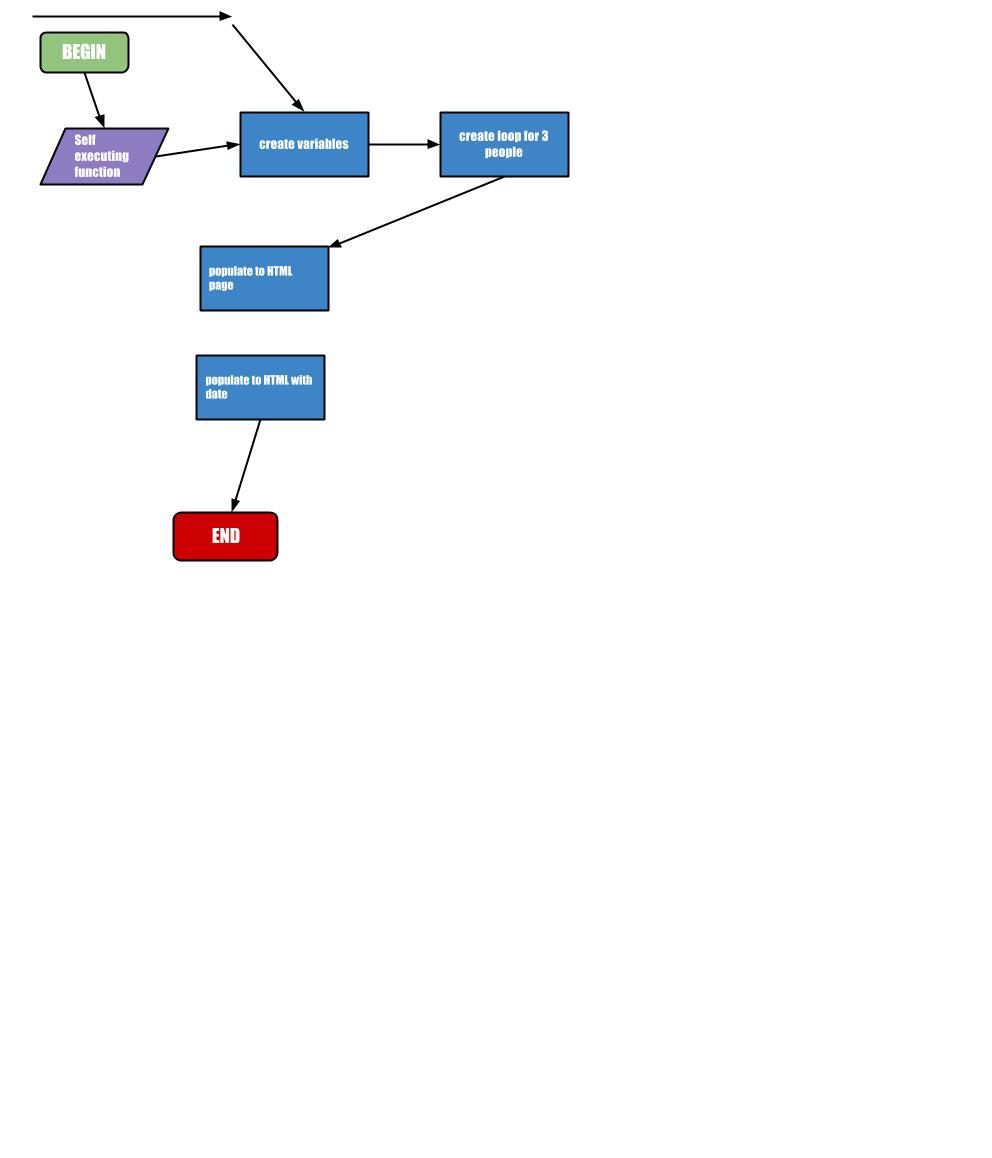 BEGIN
Self
executing
function
create variables
create loop for 3
people
populate to HTML
page
populate to HTML with
date
END